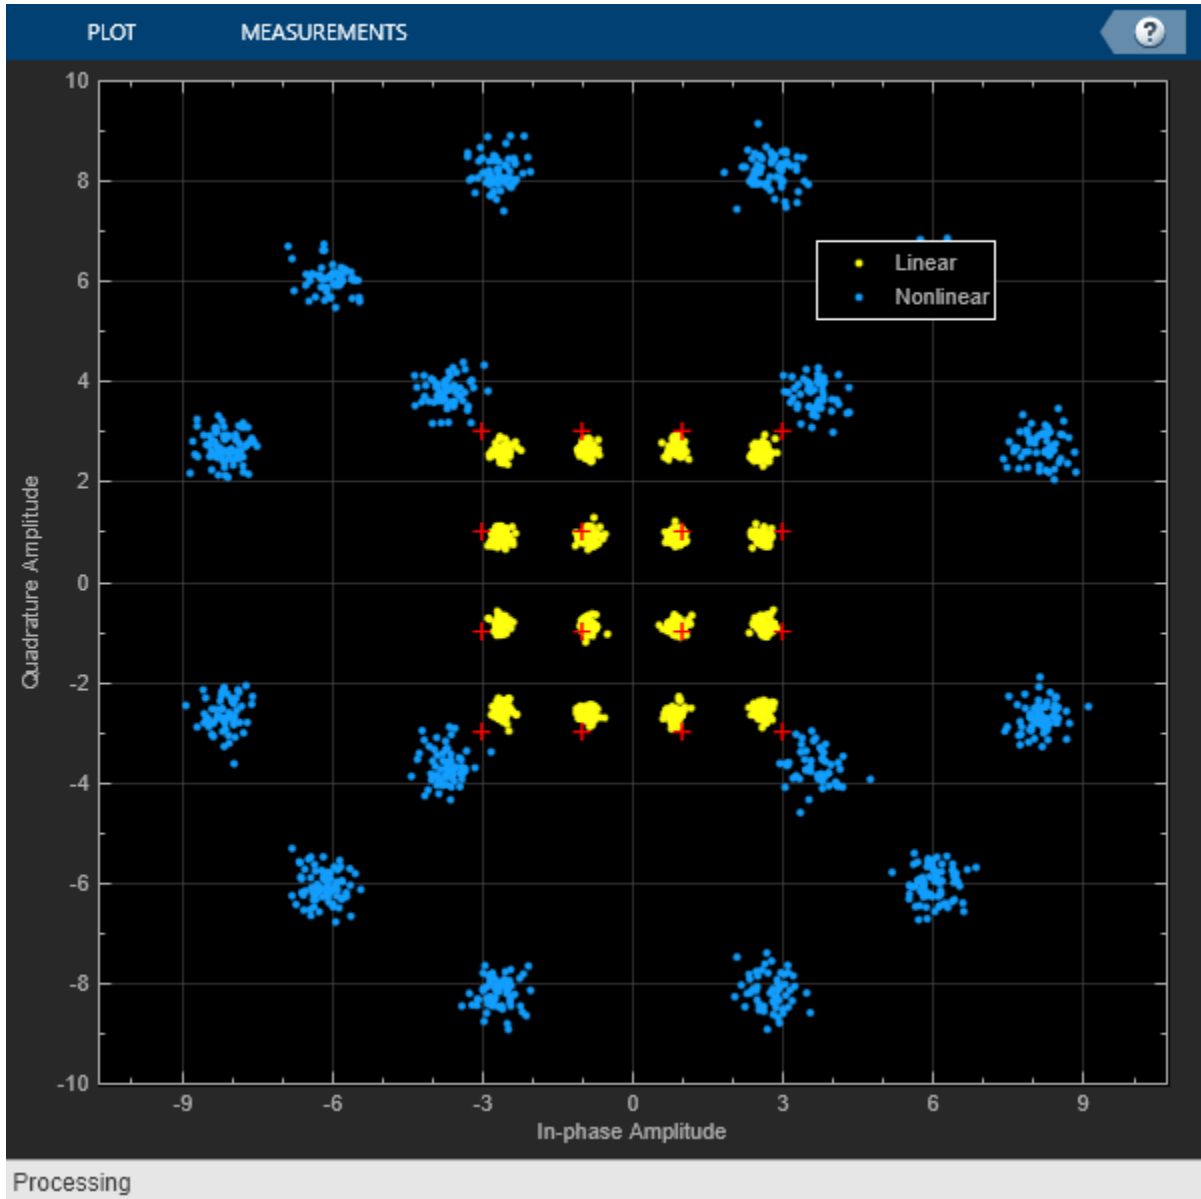 PLOT MEASUREMENTS ?
10
8
6
4
2
0
-2
-4
-6
-8
-10
Quadrature Amplitude
Linear
Nonlinear
-9 -6 -3 0 3 6 9
In-phase Amplitude
Processing